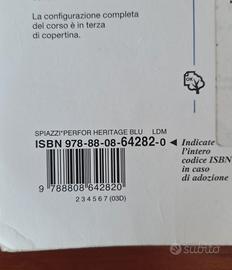 La configurazione completa
del corso è in terza
di copertina.
OK
SPIAZZI*PERFOR HERITAGE BLU LDM
ISBN 978-88-08-64282-0
Indicate
l'intero
codice ISBN
in caso
di adozione
9 788808 642820
2 3 4 5 6 7 (03D)
subito